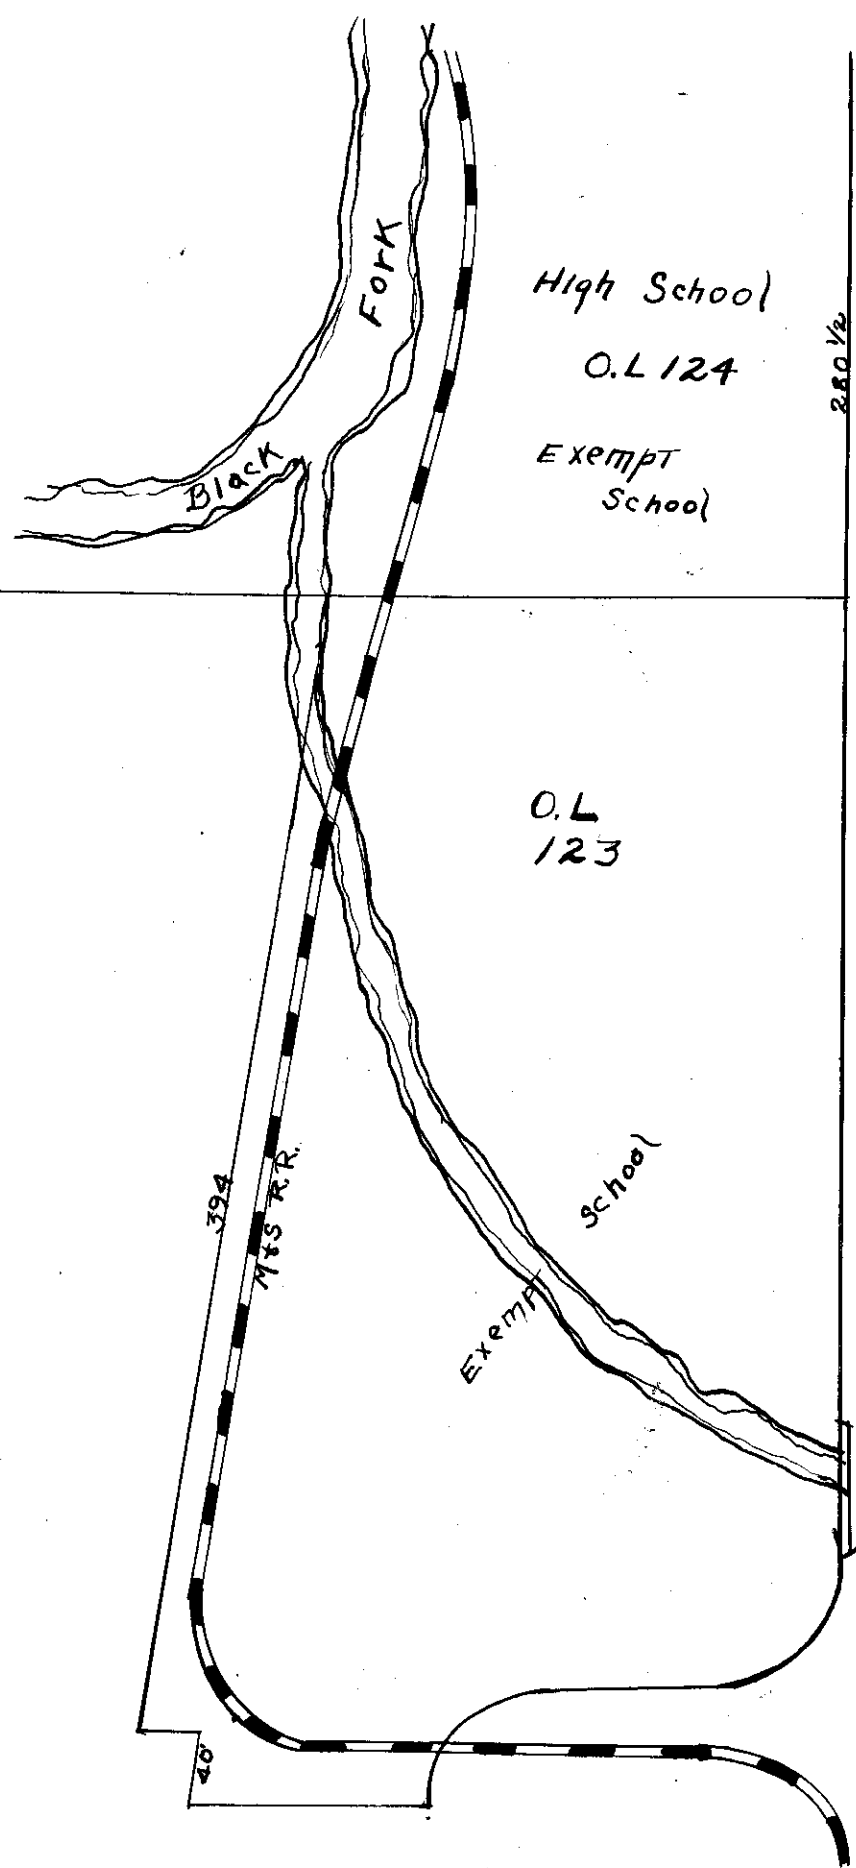 Fork
Black
High School
O.L 124
Exempt
School
280 1/2
O.L
123
394
M&S R.R.
School
Exempt
40'